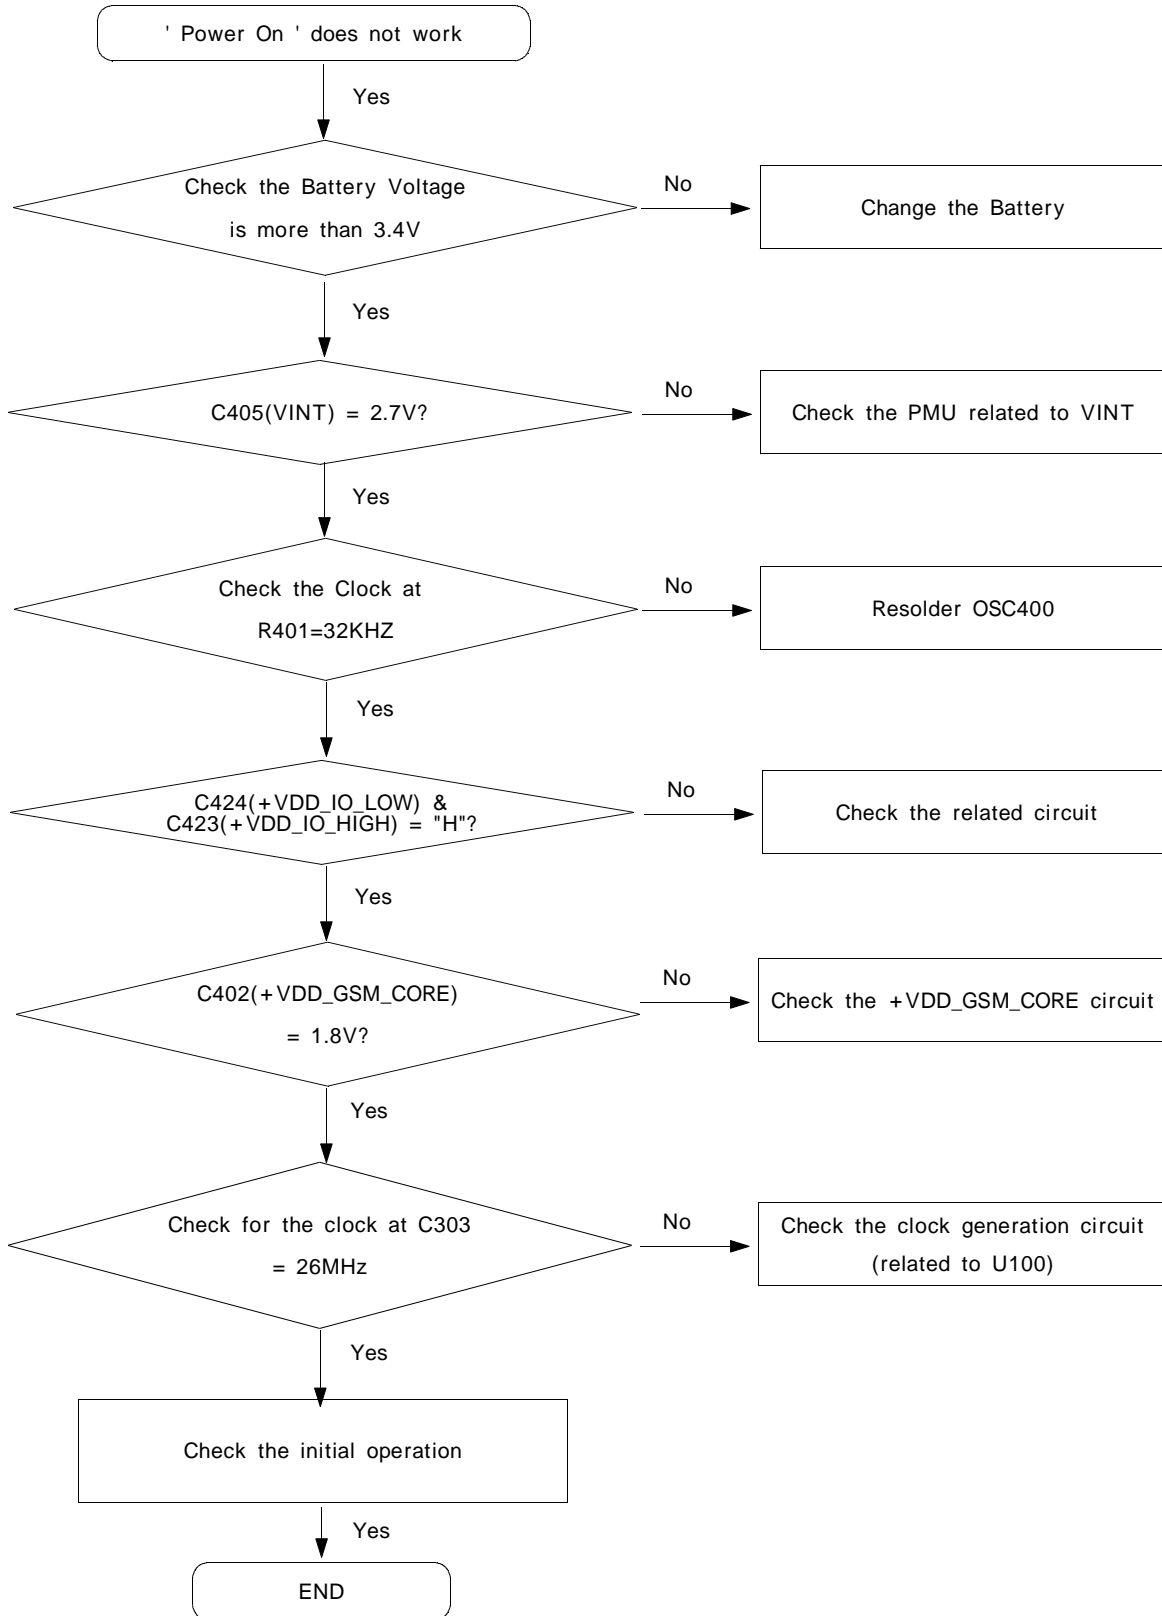 ' Power On ' does not work
Yes
Check the Battery Voltage
is more than 3.4V
No
Change the Battery
Yes
C405(VINT) = 2.7V?
No
Check the PMU related to VINT
Yes
Check the Clock at
R401=32KHZ
No
Resolder OSC400
Yes
C424(+VDD_IO_LOW) &
C423(+VDD_IO_HIGH) = "H"?
No
Check the related circuit
Yes
C402(+VDD_GSM_CORE)
= 1.8V?
No
Check the +VDD_GSM_CORE circuit
Yes
Check for the clock at C303
= 26MHz
No
Check the clock generation circuit
(related to U100)
Yes
Check the initial operation
Yes
END